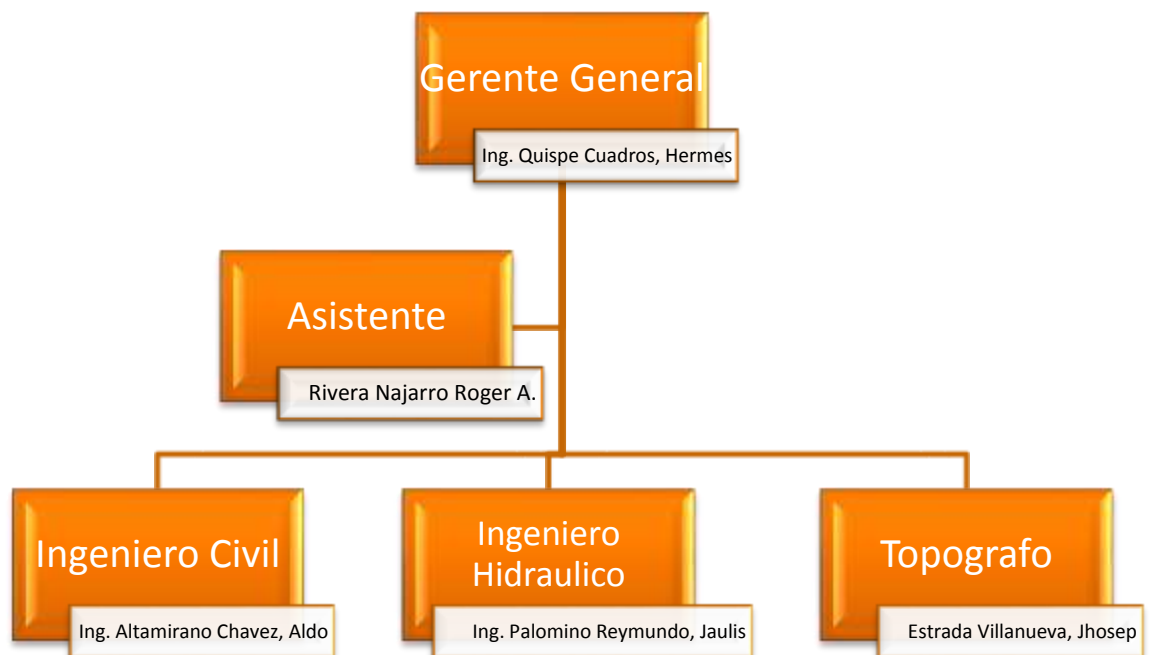 Gerente General
Ing. Quispe Cuadros, Hermes
Asistente
Rivera Najarro Roger A.
Ingeniero Civil
Ing. Altamirano Chavez, Aldo
Ingeniero
Hidraulico
Ing. Palomino Reymundo, Jaulis
Topografo
Estrada Villanueva, Jhosep